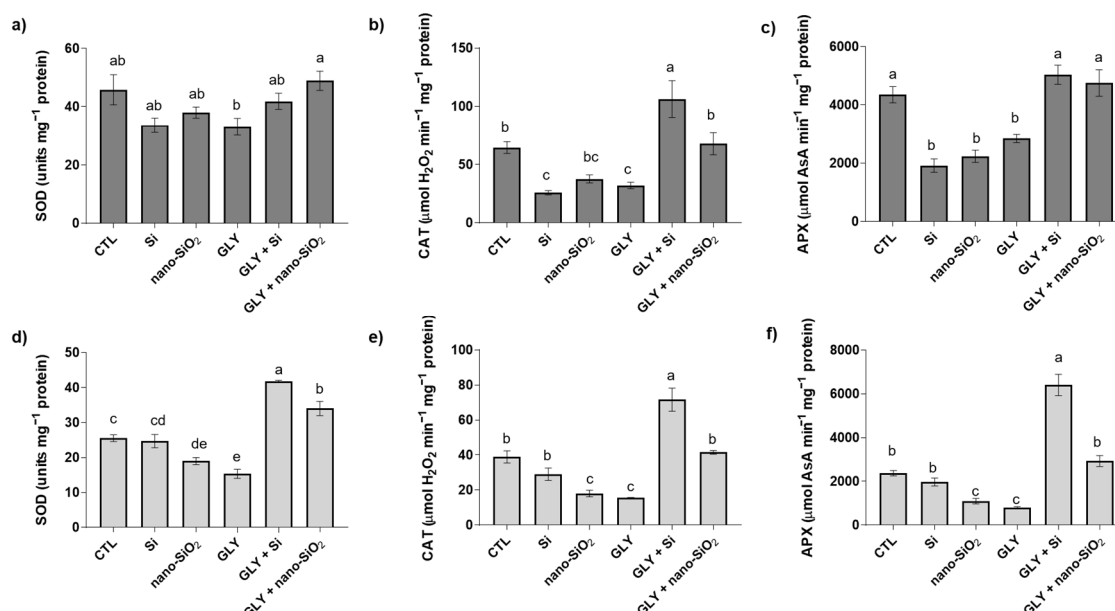 a)
SOD (units mg⁻¹ protein)
60
40
20
0
ab
ab
ab
b
ab
a
CTL
Si
nano-SiO₂
GLY
GLY + Si
GLY + nano-SiO₂
b)
CAT (μmol H₂O₂ min⁻¹ mg⁻¹ protein)
150
100
50
0
b
c
bc
c
a
b
CTL
Si
nano-SiO₂
GLY
GLY + Si
GLY + nano-SiO₂
c)
APX (μmol AsA min⁻¹ mg⁻¹ protein)
6000
4000
2000
0
a
b
b
b
a
a
CTL
Si
nano-SiO₂
GLY
GLY + Si
GLY + nano-SiO₂
d)
SOD (units mg⁻¹ protein)
50
40
30
20
10
0
c
cd
de
e
a
b
CTL
Si
nano-SiO₂
GLY
GLY + Si
GLY + nano-SiO₂
e)
CAT (μmol H₂O₂ min⁻¹ mg⁻¹ protein)
100
80
60
40
20
0
b
b
c
c
a
b
CTL
Si
nano-SiO₂
GLY
GLY + Si
GLY + nano-SiO₂
f)
APX (μmol AsA min⁻¹ mg⁻¹ protein)
8000
6000
4000
2000
0
b
b
c
c
a
b
CTL
Si
nano-SiO₂
GLY
GLY + Si
GLY + nano-SiO₂